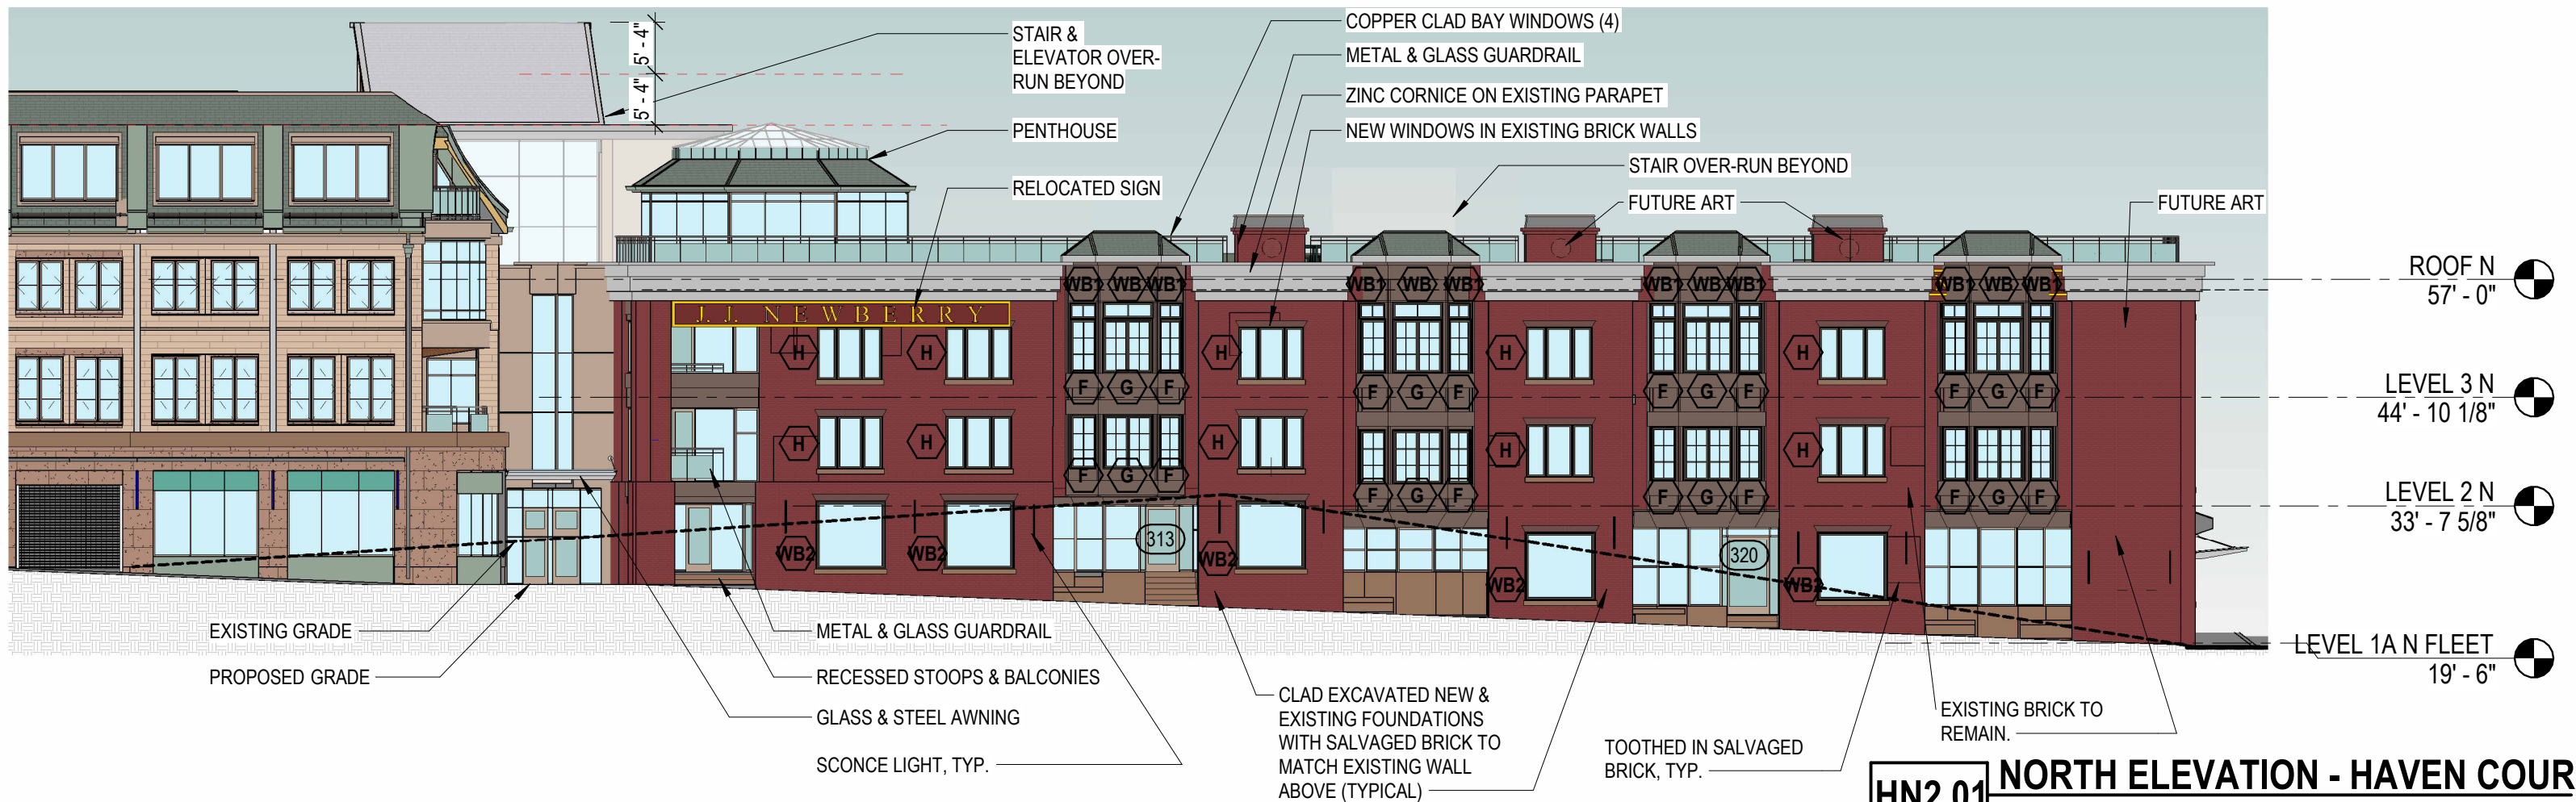 5' - 4"
5' - 4"
STAIR &
ELEVATOR OVER-
RUN BEYOND
PENTHOUSE
RELOCATED SIGN
COPPER CLAD BAY WINDOWS (4)
METAL & GLASS GUARDRAIL
ZINC CORNICE ON EXISTING PARAPET
NEW WINDOWS IN EXISTING BRICK WALLS
STAIR OVER-RUN BEYOND
FUTURE ART
FUTURE ART
ROOF N
57' - 0"
LEVEL 3 N
44' - 10 1/8"
LEVEL 2 N
33' - 7 5/8"
LEVEL 1A N FLEET
19' - 6"
J. J. NEWBERRY
WB1 WB WB1
WB1 WB WB1
WB1 WB WB1
WB1 WB WB1
H H H H H
F G F
F G F
F G F
F G F
H H H H H
F G F
F G F
F G F
F G F
313
320
WB2 WB2 WB2 WB2 WB2
EXISTING GRADE
PROPOSED GRADE
METAL & GLASS GUARDRAIL
RECESSED STOOPS & BALCONIES
GLASS & STEEL AWNING
SCONCE LIGHT, TYP.
CLAD EXCAVATED NEW &
EXISTING FOUNDATIONS
WITH SALVAGED BRICK TO
MATCH EXISTING WALL
ABOVE (TYPICAL)
TOOTHED IN SALVAGED
BRICK, TYP.
EXISTING BRICK TO
REMAIN.
HN2.01
NORTH ELEVATION - HAVEN COUR